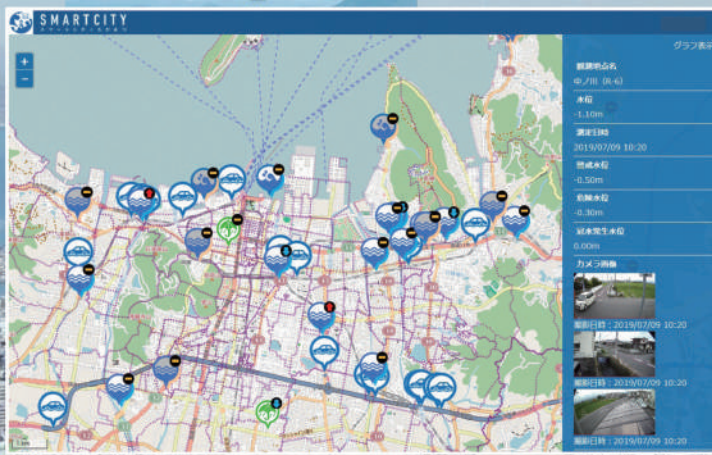 SMARTCITY
グラフ表示
+
−
観測地点名
中ノ川 (R-6)
水位
-1.10m
測定日時
2019/07/09 10:20
警戒水位
-0.50m
危険水位
-0.30m
冠水発生水位
0.00m
カメラ画像
撮影日時:2019/07/09 10:20
撮影日時:2019/07/09 10:20
撮影日時:2019/07/09 10:20